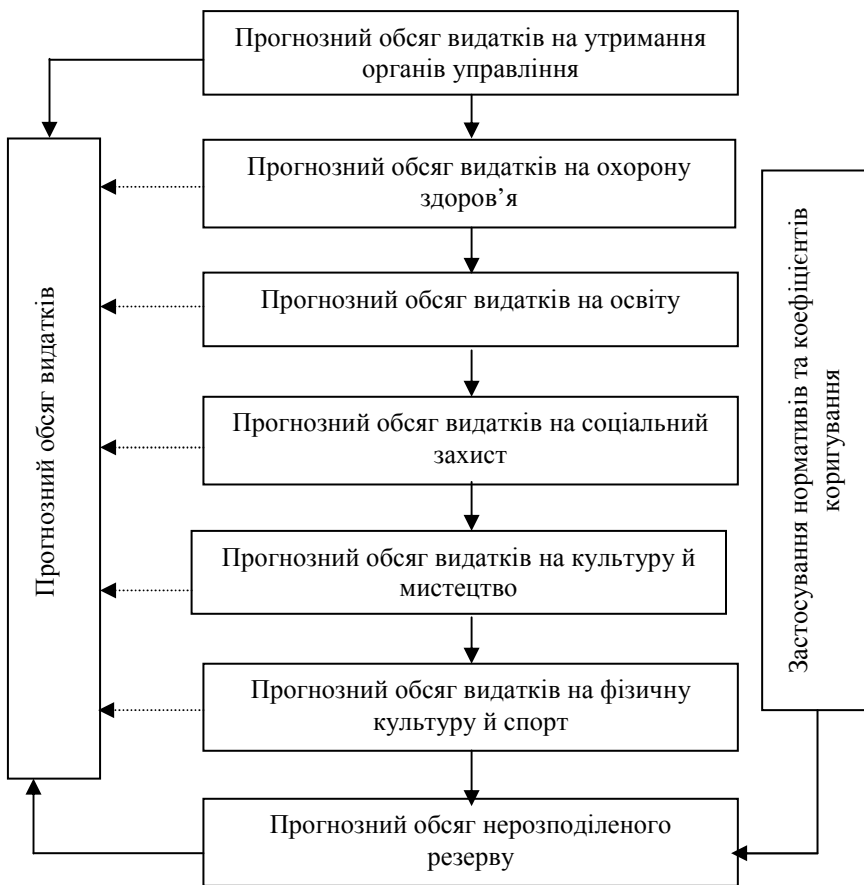 Прогнозний обсяг видатків на утримання
органів управління
Прогнозний обсяг видатків на охорону
здоров’я
Прогнозний обсяг видатків на освіту
Прогнозний обсяг видатків на соціальний
захист
Прогнозний обсяг видатків на культуру й
мистецтво
Прогнозний обсяг видатків на фізичну
культуру й спорт
Прогнозний обсяг нерозподіленого
резерву
Прогнозний обсяг видатків
Застосування нормативів та коефіцієнтів
коригування